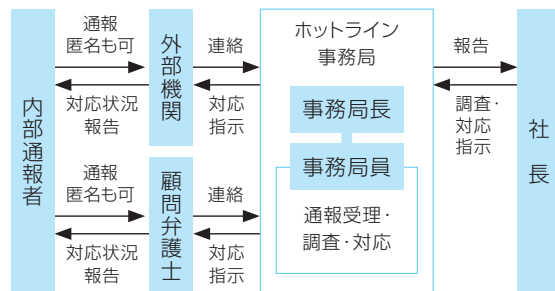 内部通報者
通報
匿名も可
対応状況
報告
通報
匿名も可
対応状況
報告
外部機関
顧問弁護士
連絡
対応
指示
連絡
対応
指示
ホットライン
事務局
事務局長
事務局員
通報受理・
調査・対応
報告
調査・
対応
指示
社長